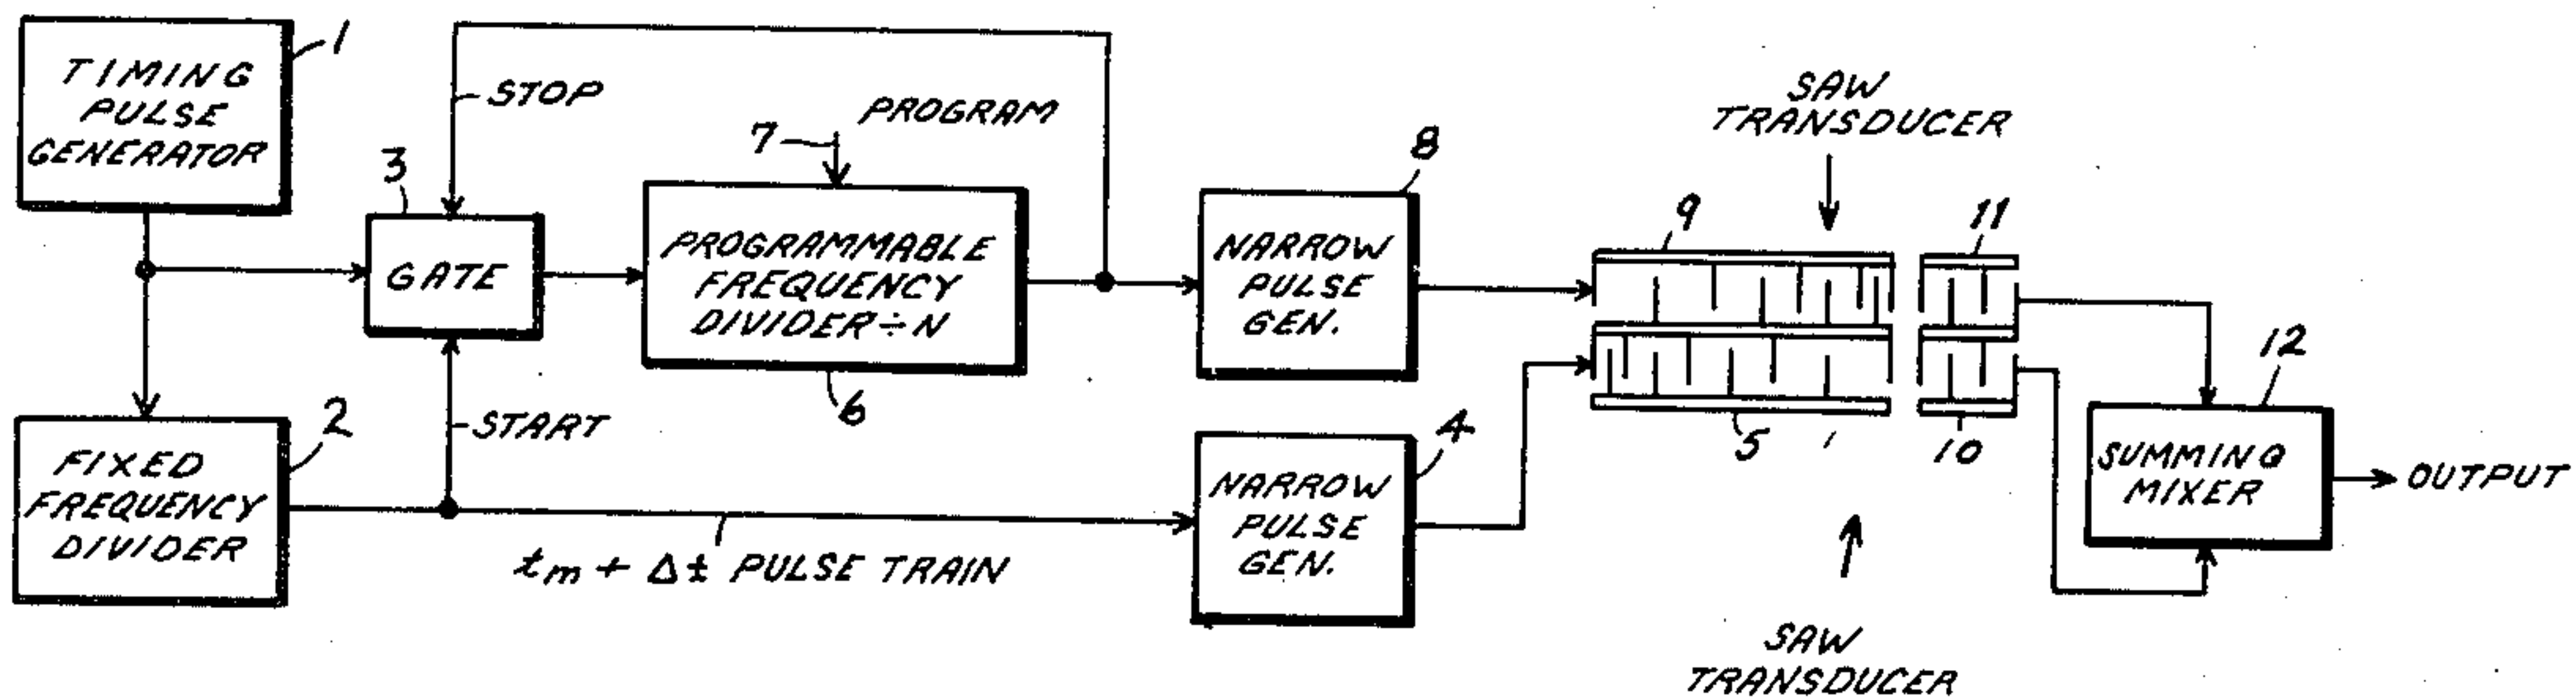 TIMING
PULSE
GENERATOR
1
STOP
7
PROGRAM
3
GATE
PROGRAMMABLE
FREQUENCY
DIVIDER ÷ N
6
8
NARROW
PULSE
GEN.
SAW
TRANSDUCER
9
11
5
10
12
SUMMING
MIXER
OUTPUT
START
2
FIXED
FREQUENCY
DIVIDER
tm + Δt PULSE TRAIN
4
NARROW
PULSE
GEN.
SAW
TRANSDUCER